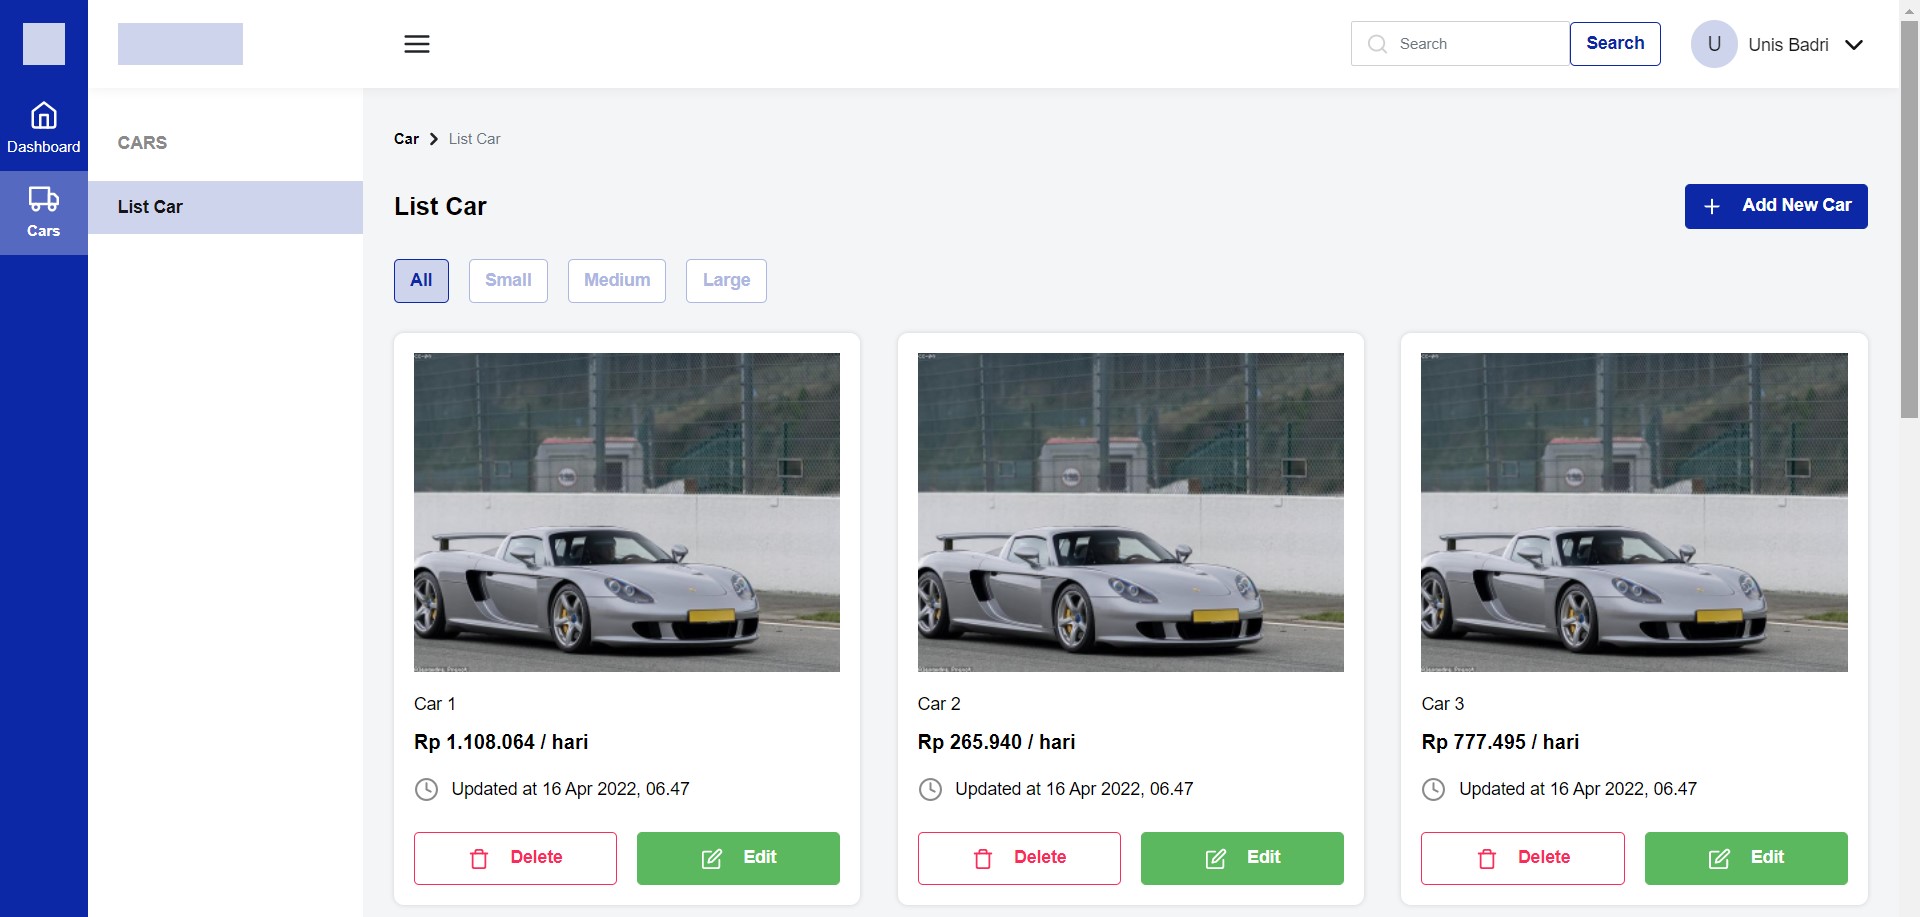 Search
Search
U
Unis Badri
Dashboard
Cars
CARS
List Car
Car
List Car
List Car
Add New Car
All
Small
Medium
Large
Car 1
Rp 1.108.064 / hari
Updated at 16 Apr 2022, 06.47
Delete
Edit
Car 2
Rp 265.940 / hari
Updated at 16 Apr 2022, 06.47
Delete
Edit
Car 3
Rp 777.495 / hari
Updated at 16 Apr 2022, 06.47
Delete
Edit